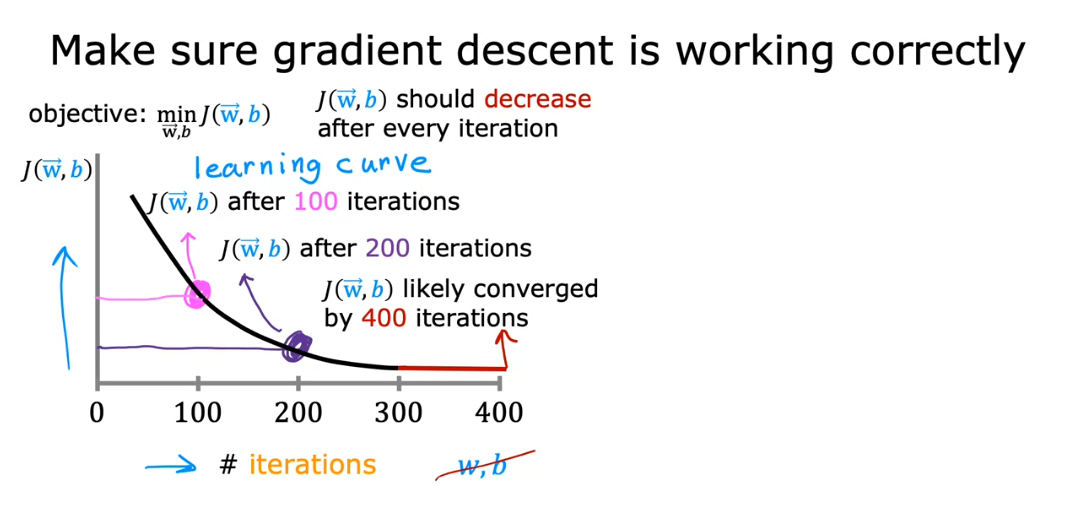 Make sure gradient descent is working correctly
objective: min J(w⃗, b)
w⃗,b
J(w⃗, b) should decrease
after every iteration
J(w⃗, b)
learning curve
J(w⃗, b) after 100 iterations
J(w⃗, b) after 200 iterations
J(w⃗, b) likely converged
by 400 iterations
0 100 200 300 400
# iterations
w, b